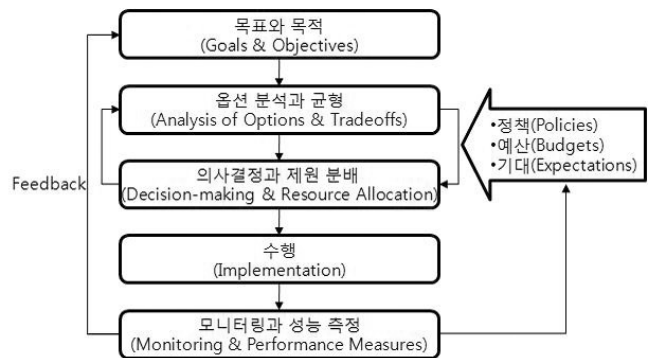 목표와 목적
(Goals & Objectives)
옵션 분석과 균형
(Analysis of Options & Tradeoffs)
•정책(Policies)
•예산(Budgets)
•기대(Expectations)
의사결정과 제원 분배
(Decision-making & Resource Allocation)
Feedback
수행
(Implementation)
모니터링과 성능 측정
(Monitoring & Performance Measures)